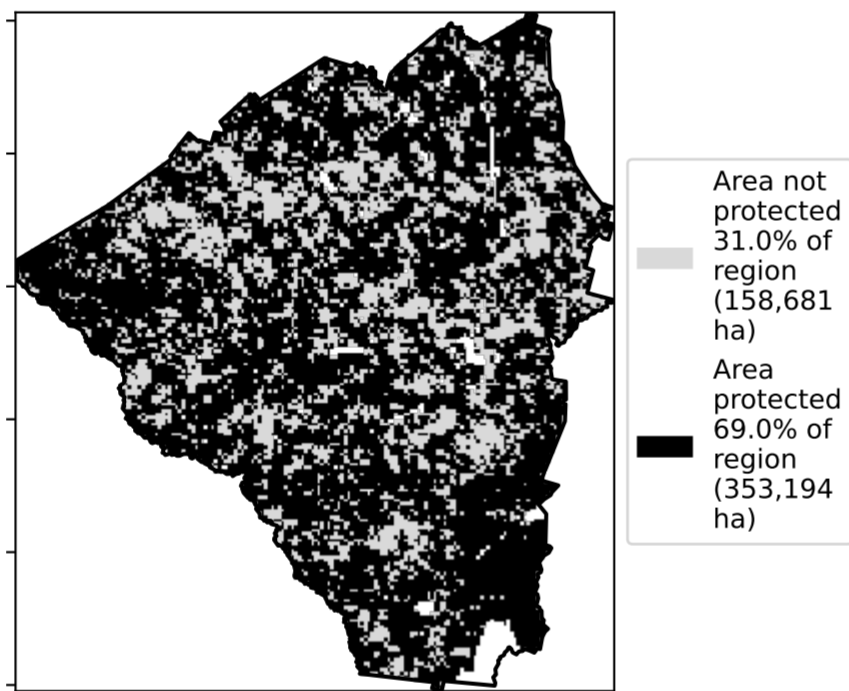 Area not
protected
31.0% of
region
(158,681
ha)
Area
protected
69.0% of
region
(353,194
ha)